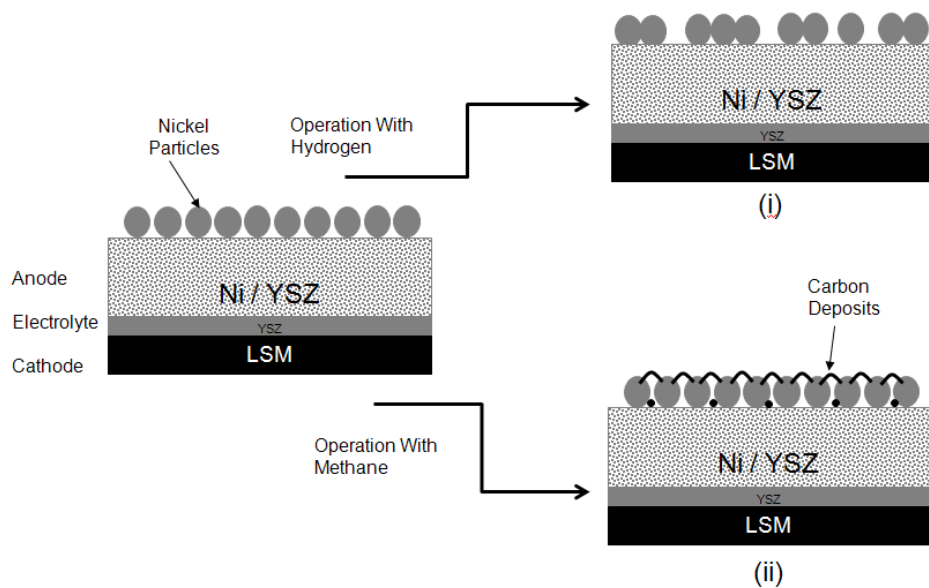 Nickel
Particles
Operation With
Hydrogen
Anode
Electrolyte
Cathode
Ni / YSZ
YSZ
LSM
Ni / YSZ
YSZ
LSM
(i)
Operation With
Methane
Carbon
Deposits
Ni / YSZ
YSZ
LSM
(ii)